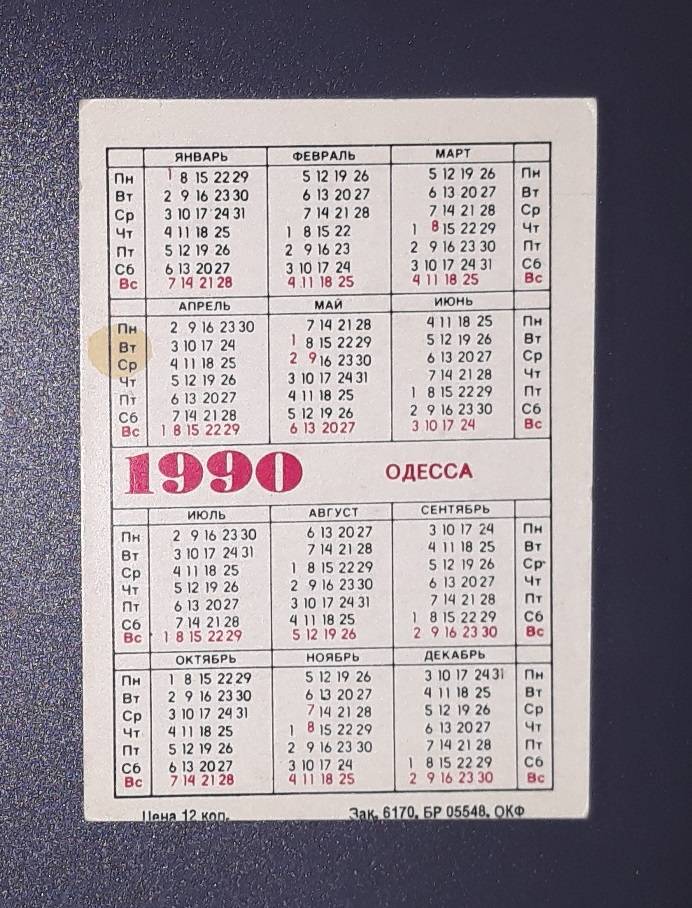 ЯНВАРЬ ФЕВРАЛЬ МАРТ
Пн 1 8 15 22 29 5 12 19 26 5 12 19 26 Пн
Вт 2 9 16 23 30 6 13 20 27 6 13 20 27 Вт
Ср 3 10 17 24 31 7 14 21 28 7 14 21 28 Ср
Чт 4 11 18 25 1 8 15 22 1 8 15 22 29 Чт
Пт 5 12 19 26 2 9 16 23 2 9 16 23 30 Пт
Сб 6 13 20 27 3 10 17 24 3 10 17 24 31 Сб
Вс 7 14 21 28 4 11 18 25 4 11 18 25 Вс
АПРЕЛЬ МАЙ ИЮНЬ
Пн 2 9 16 23 30 7 14 21 28 4 11 18 25 Пн
Вт 3 10 17 24 1 8 15 22 29 5 12 19 26 Вт
Ср 4 11 18 25 2 9 16 23 30 6 13 20 27 Ср
Чт 5 12 19 26 3 10 17 24 31 7 14 21 28 Чт
Пт 6 13 20 27 4 11 18 25 1 8 15 22 29 Пт
Сб 7 14 21 28 5 12 19 26 2 9 16 23 30 Сб
Вс 1 8 15 22 29 6 13 20 27 3 10 17 24 Вс
1990 ОДЕССА
ИЮЛЬ АВГУСТ СЕНТЯБРЬ
Пн 2 9 16 23 30 6 13 20 27 3 10 17 24 Пн
Вт 3 10 17 24 31 7 14 21 28 4 11 18 25 Вт
Ср 4 11 18 25 1 8 15 22 29 5 12 19 26 Ср
Чт 5 12 19 26 2 9 16 23 30 6 13 20 27 Чт
Пт 6 13 20 27 3 10 17 24 31 7 14 21 28 Пт
Сб 7 14 21 28 4 11 18 25 1 8 15 22 29 Сб
Вс 1 8 15 22 29 5 12 19 26 2 9 16 23 30 Вс
ОКТЯБРЬ НОЯБРЬ ДЕКАБРЬ
Пн 1 8 15 22 29 5 12 19 26 3 10 17 24 31 Пн
Вт 2 9 16 23 30 6 13 20 27 4 11 18 25 Вт
Ср 3 10 17 24 31 7 14 21 28 5 12 19 26 Ср
Чт 4 11 18 25 1 8 15 22 29 6 13 20 27 Чт
Пт 5 12 19 26 2 9 16 23 30 7 14 21 28 Пт
Сб 6 13 20 27 3 10 17 24 1 8 15 22 29 Сб
Вс 7 14 21 28 4 11 18 25 2 9 16 23 30 Вс
Цена 12 коп. Зак. 6170, БР 05548. ОКФ